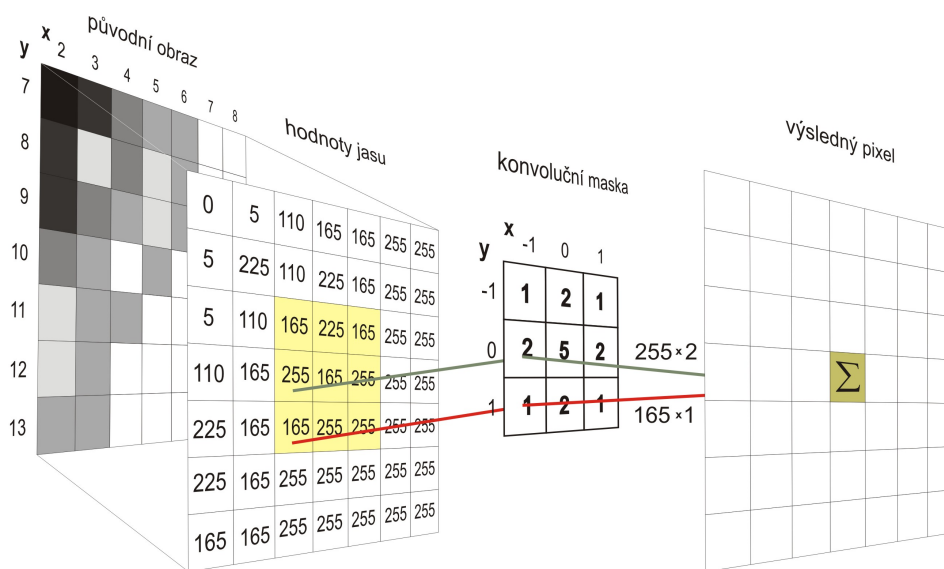 původní obraz
x 2 3 4 5 6 7 8
y
7
8
9
10
11
12
13
hodnoty jasu
0 5 110 165 165 255 255
5 225 110 225 165 255 255
5 110 165 225 165 255 255
110 165 255 165 255 255 255
225 165 165 255 255 255 255
225 165 255 255 255 255 255
165 165 255 255 255 255 255
konvoluční maska
x -1 0 1
y
-1 1 2 1
0 2 5 2 255×2
1 1 2 1 165×1
výsledný pixel
Σ